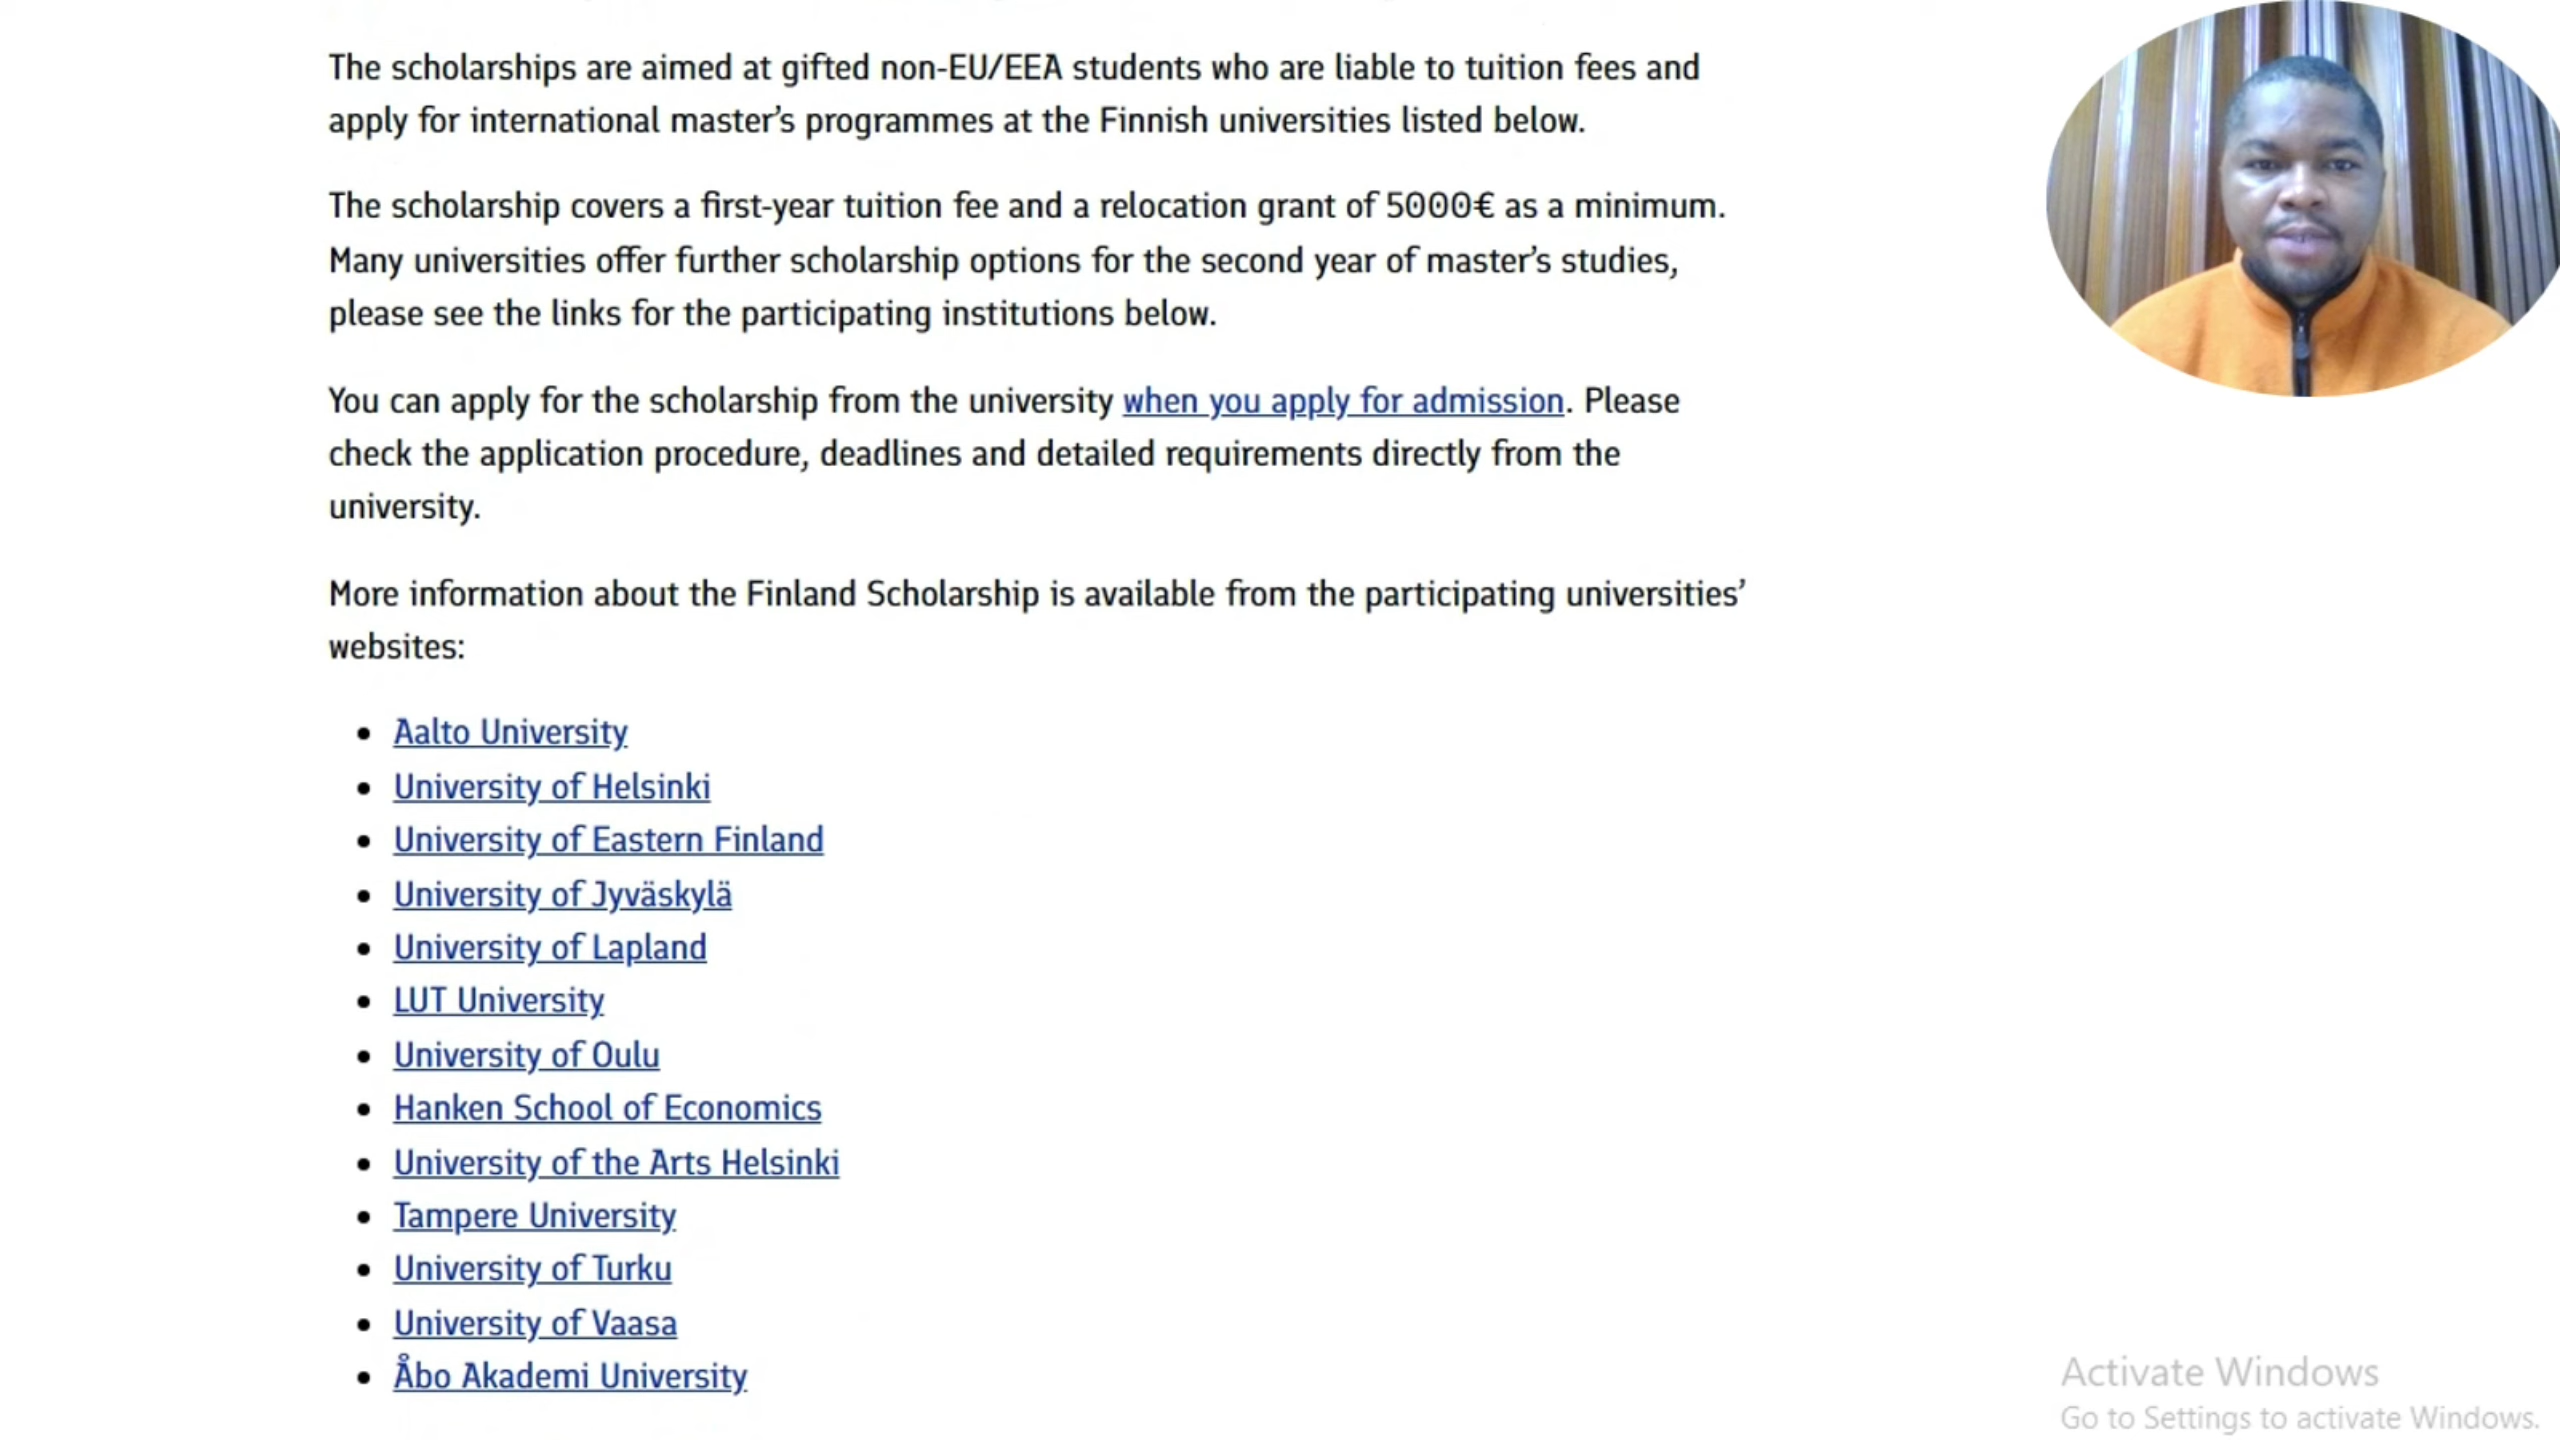 The scholarships are aimed at gifted non-EU/EEA students who are liable to tuition fees and
apply for international master's programmes at the Finnish universities listed below.
The scholarship covers a first-year tuition fee and a relocation grant of 5000€ as a minimum.
Many universities offer further scholarship options for the second year of master's studies,
please see the links for the participating institutions below.
You can apply for the scholarship from the university when you apply for admission. Please
check the application procedure, deadlines and detailed requirements directly from the
university.
More information about the Finland Scholarship is available from the participating universities'
websites:
Aalto University
University of Helsinki
University of Eastern Finland
University of Jyväskylä
University of Lapland
LUT University
University of Oulu
Hanken School of Economics
University of the Arts Helsinki
Tampere University
University of Turku
University of Vaasa
Åbo Akademi University
Activate Windows
Go to Settings to activate Windows.